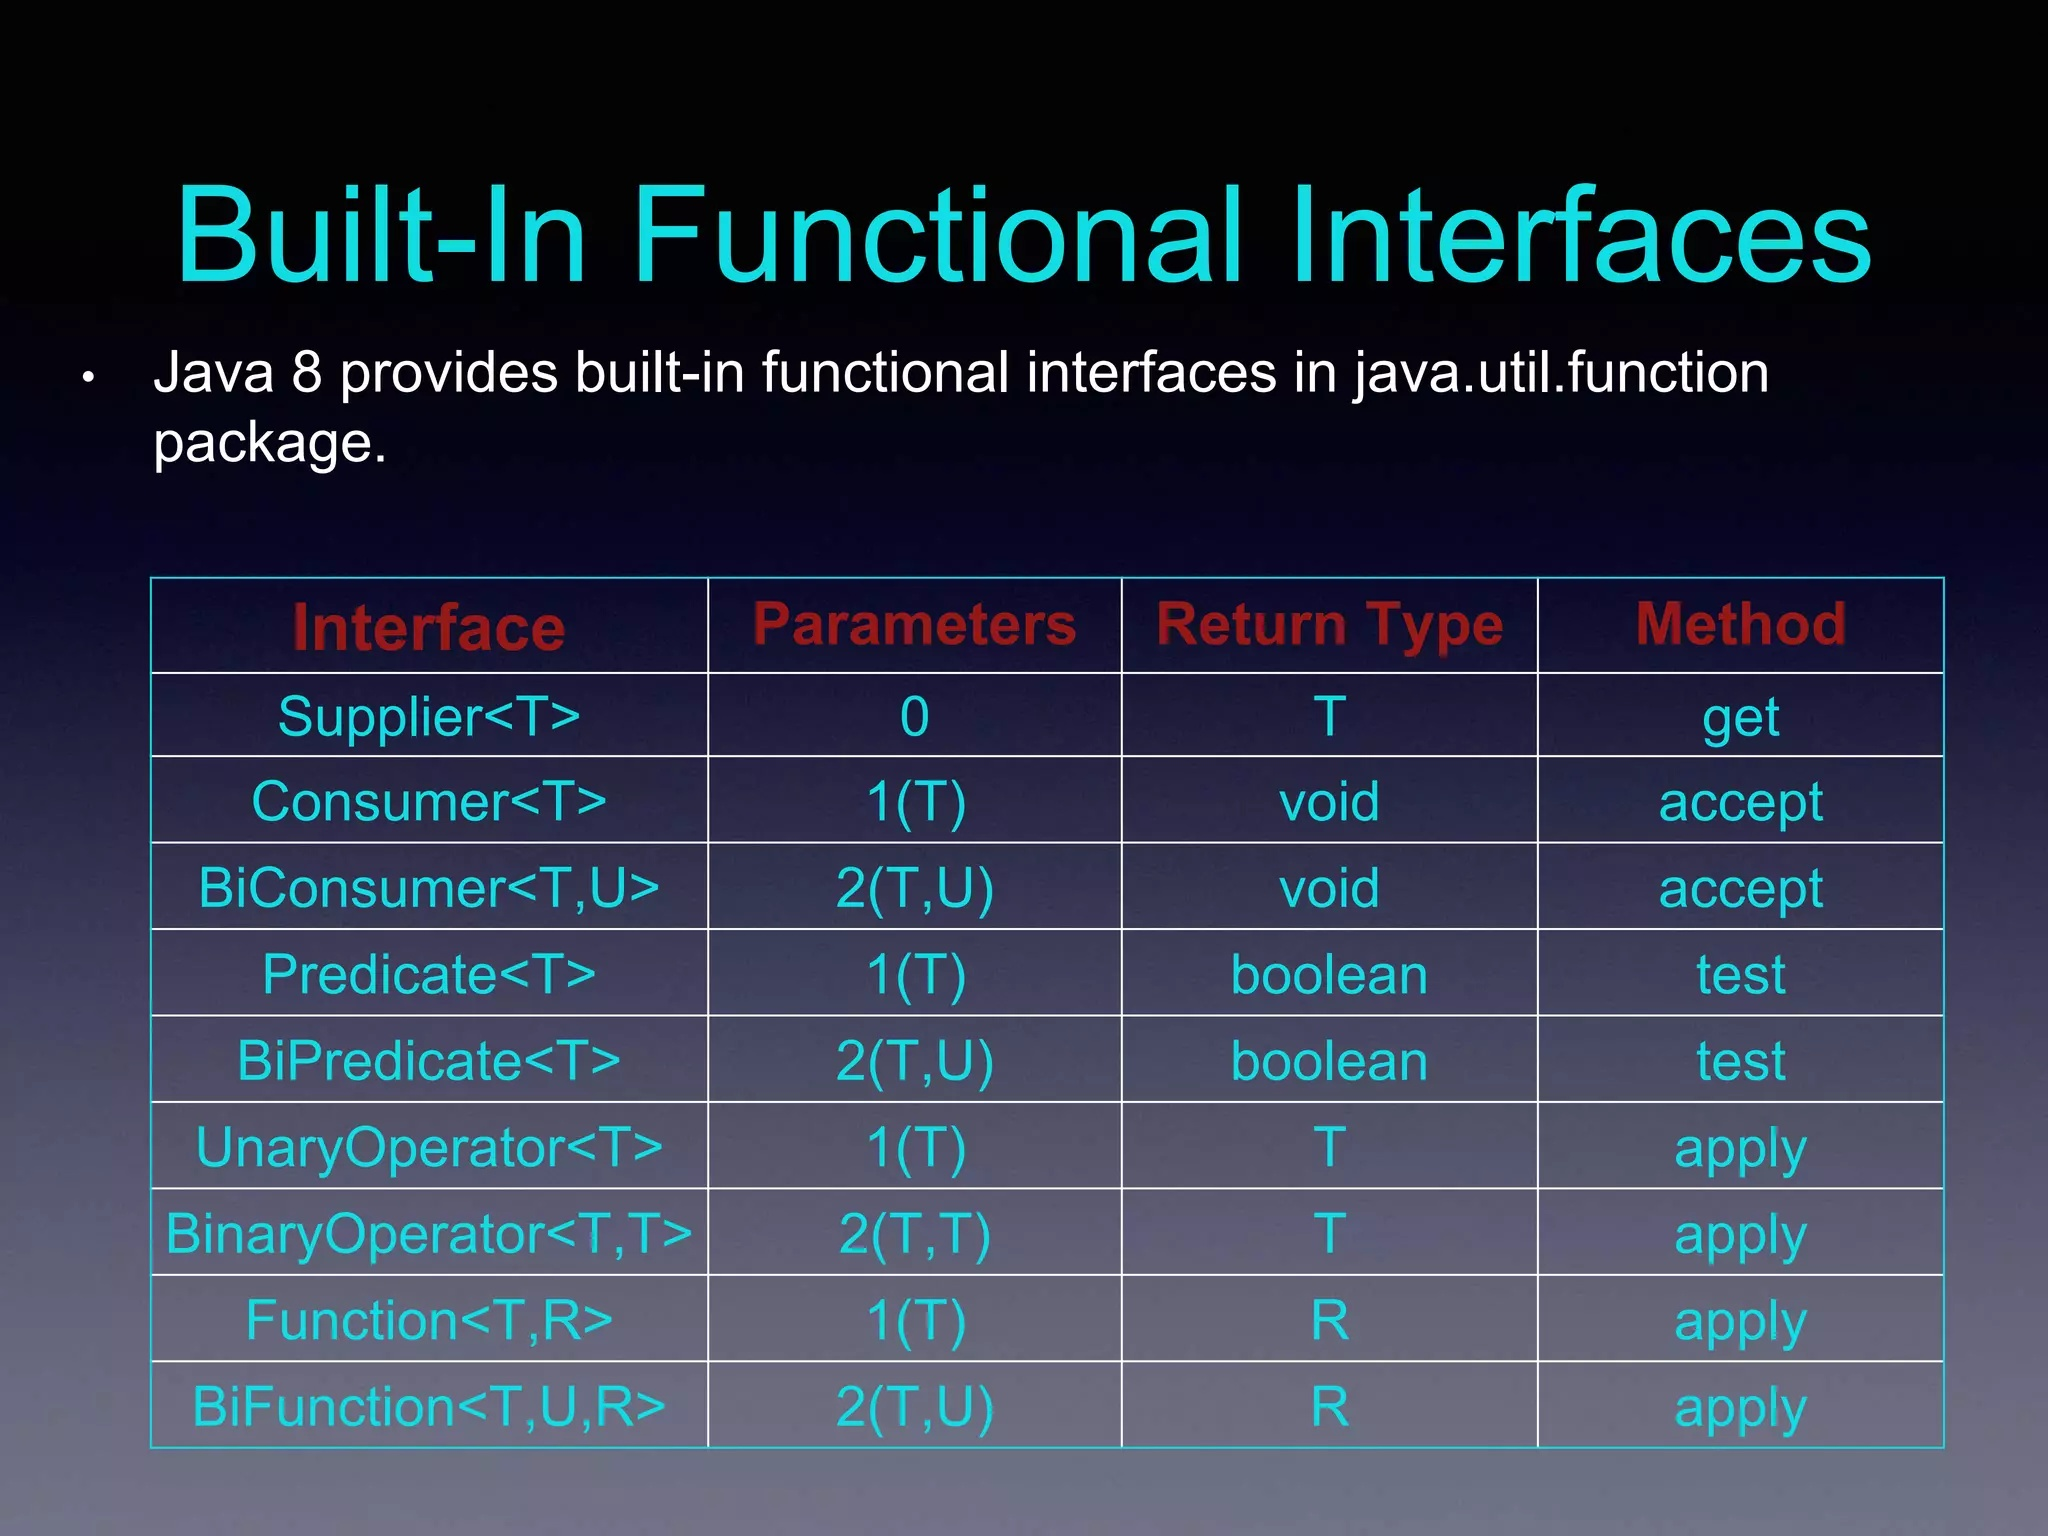 Built-In Functional Interfaces
• Java 8 provides built-in functional interfaces in java.util.function
package.
Interface Parameters Return Type Method
Supplier<T> 0 T get
Consumer<T> 1(T) void accept
BiConsumer<T,U> 2(T,U) void accept
Predicate<T> 1(T) boolean test
BiPredicate<T> 2(T,U) boolean test
UnaryOperator<T> 1(T) T apply
BinaryOperator<T,T> 2(T,T) T apply
Function<T,R> 1(T) R apply
BiFunction<T,U,R> 2(T,U) R apply